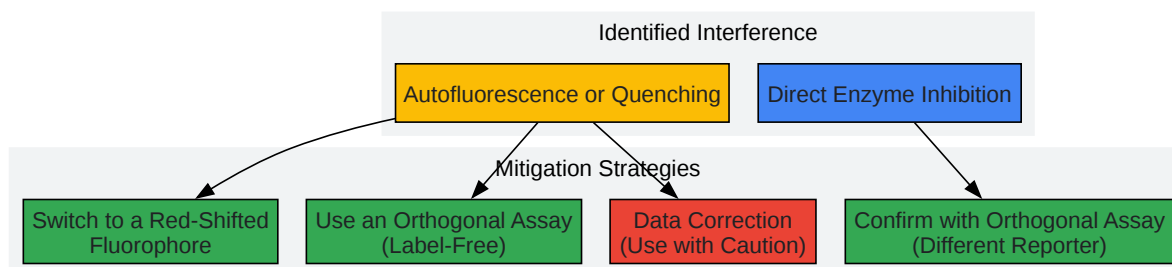 Identified Interference
Autofluorescence or Quenching
Direct Enzyme Inhibition
Mitigation Strategies
Switch to a Red-Shifted
Fluorophore
Use an Orthogonal Assay
(Label-Free)
Data Correction
(Use with Caution)
Confirm with Orthogonal Assay
(Different Reporter)